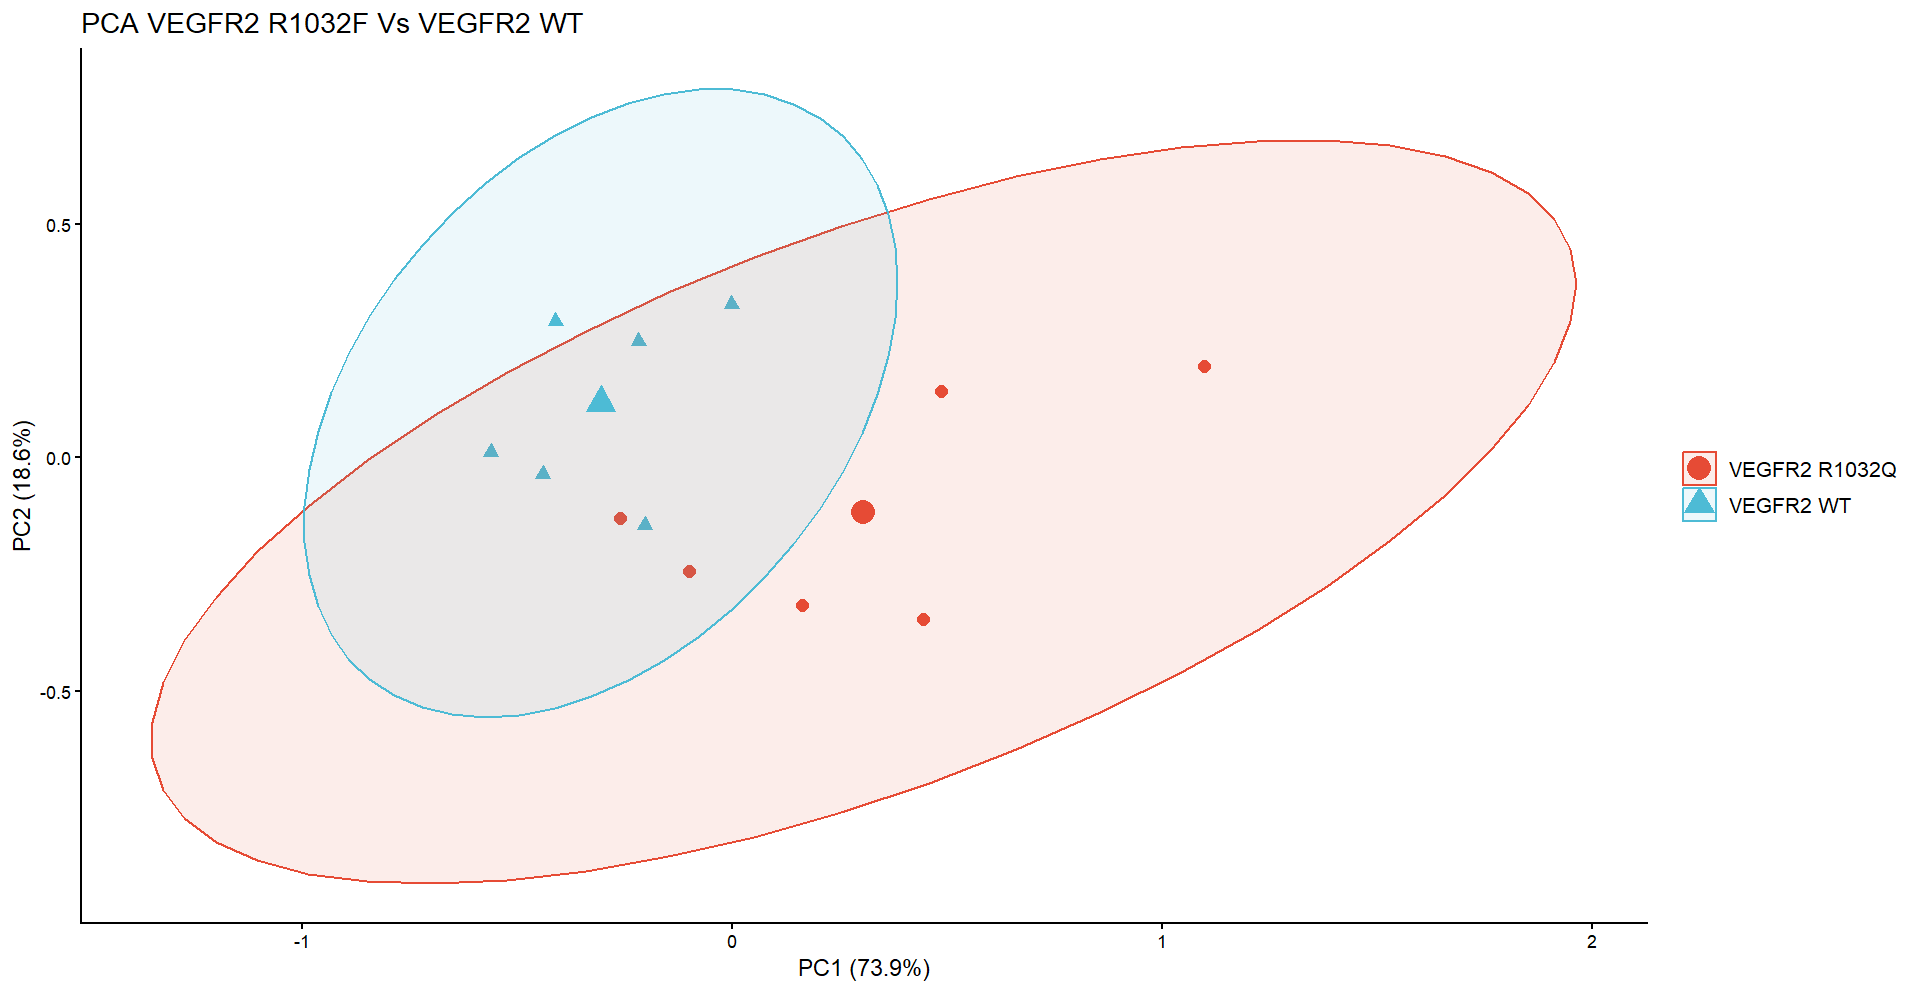 PCA VEGFR2 R1032F Vs VEGFR2 WT
0.5
0.0
-0.5
PC2 (18.6%)
-1
0
1
2
PC1 (73.9%)
VEGFR2 R1032Q
VEGFR2 WT